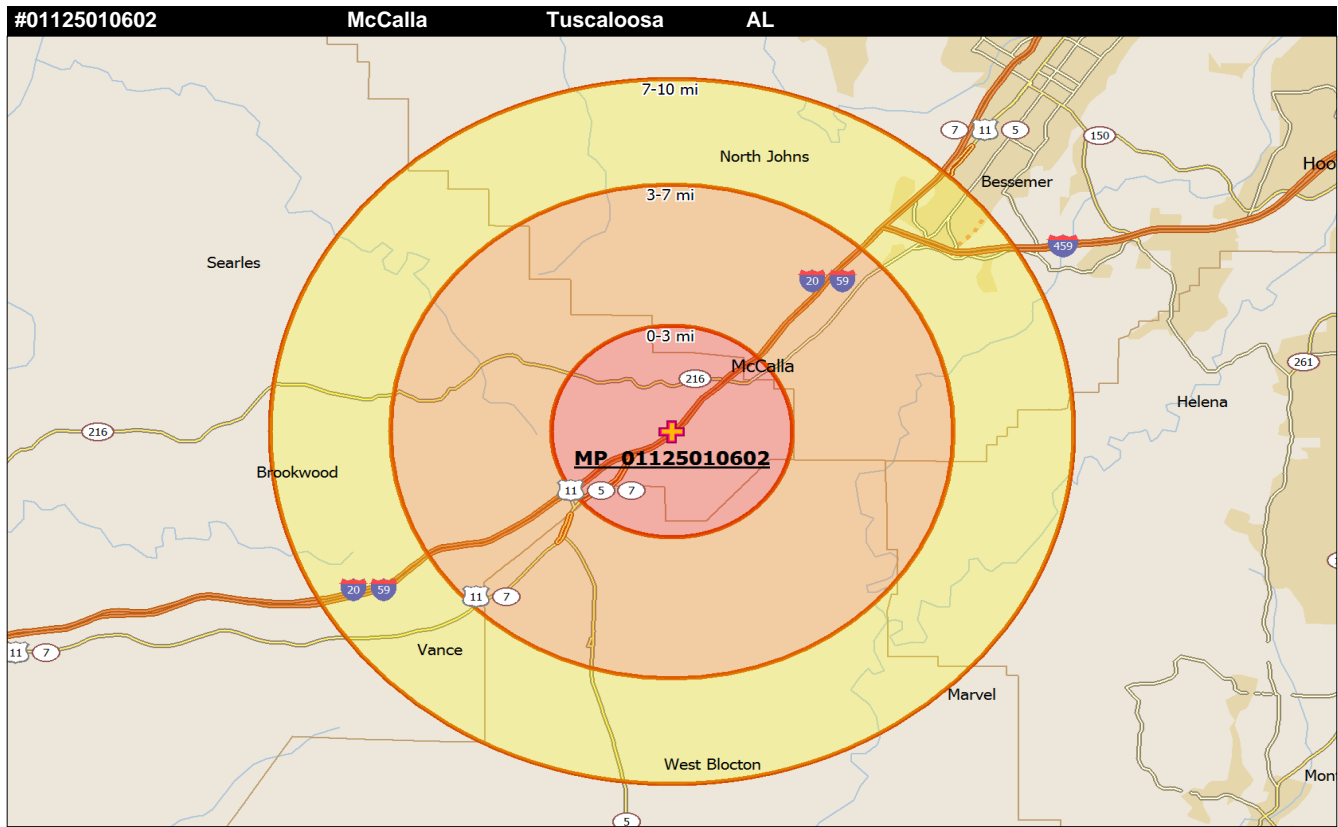 #01125010602 McCalla Tuscaloosa AL
7-10 mi
7 11 5
150
North Johns
Hoo
Bessemer
3-7 mi
459
Searles
20 59
0-3 mi
McCalla
261
216
Helena
216
MP 01125010602
Brookwood
11 5 7
20 59
11 7
Vance
11 7
Marvel
West Blocton
Mon
5